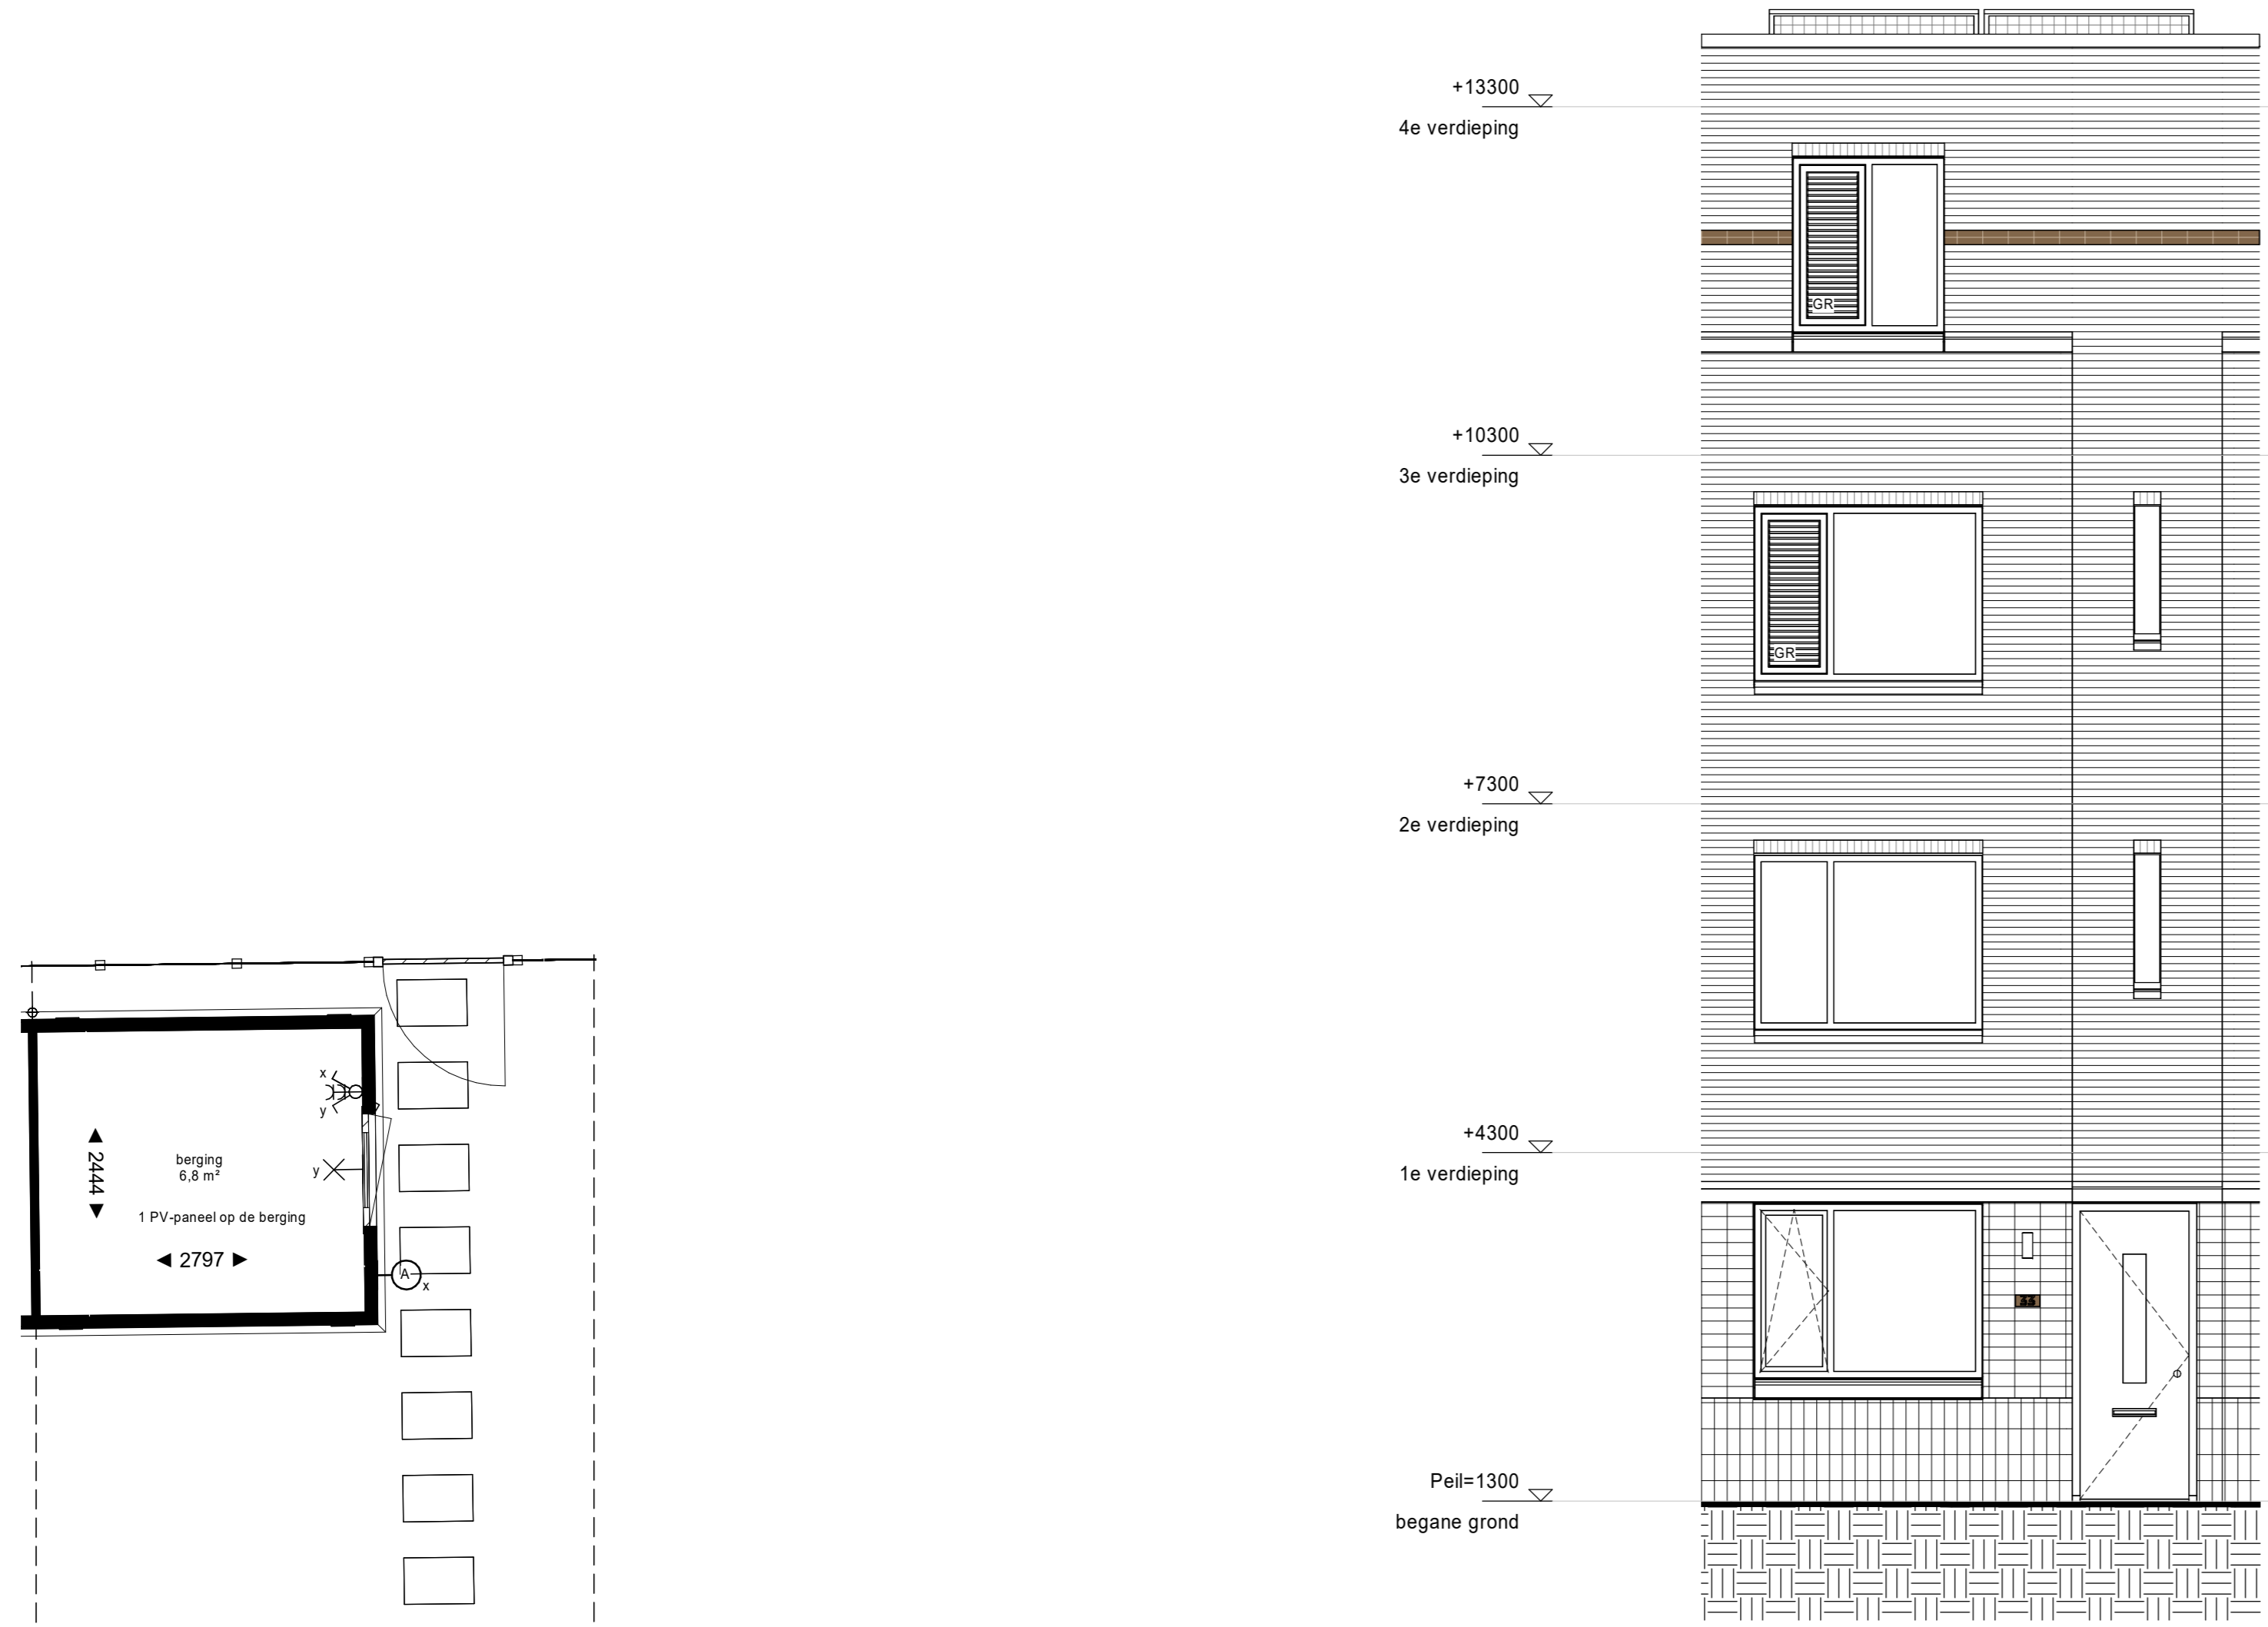 +13300
4e verdieping
GR
+10300
3e verdieping
GR
+7300
2e verdieping
+4300
1e verdieping
33
Peil=1300
begane grond
x
y
y
2444
berging
6,8 m²
1 PV-paneel op de berging
2797
A
x